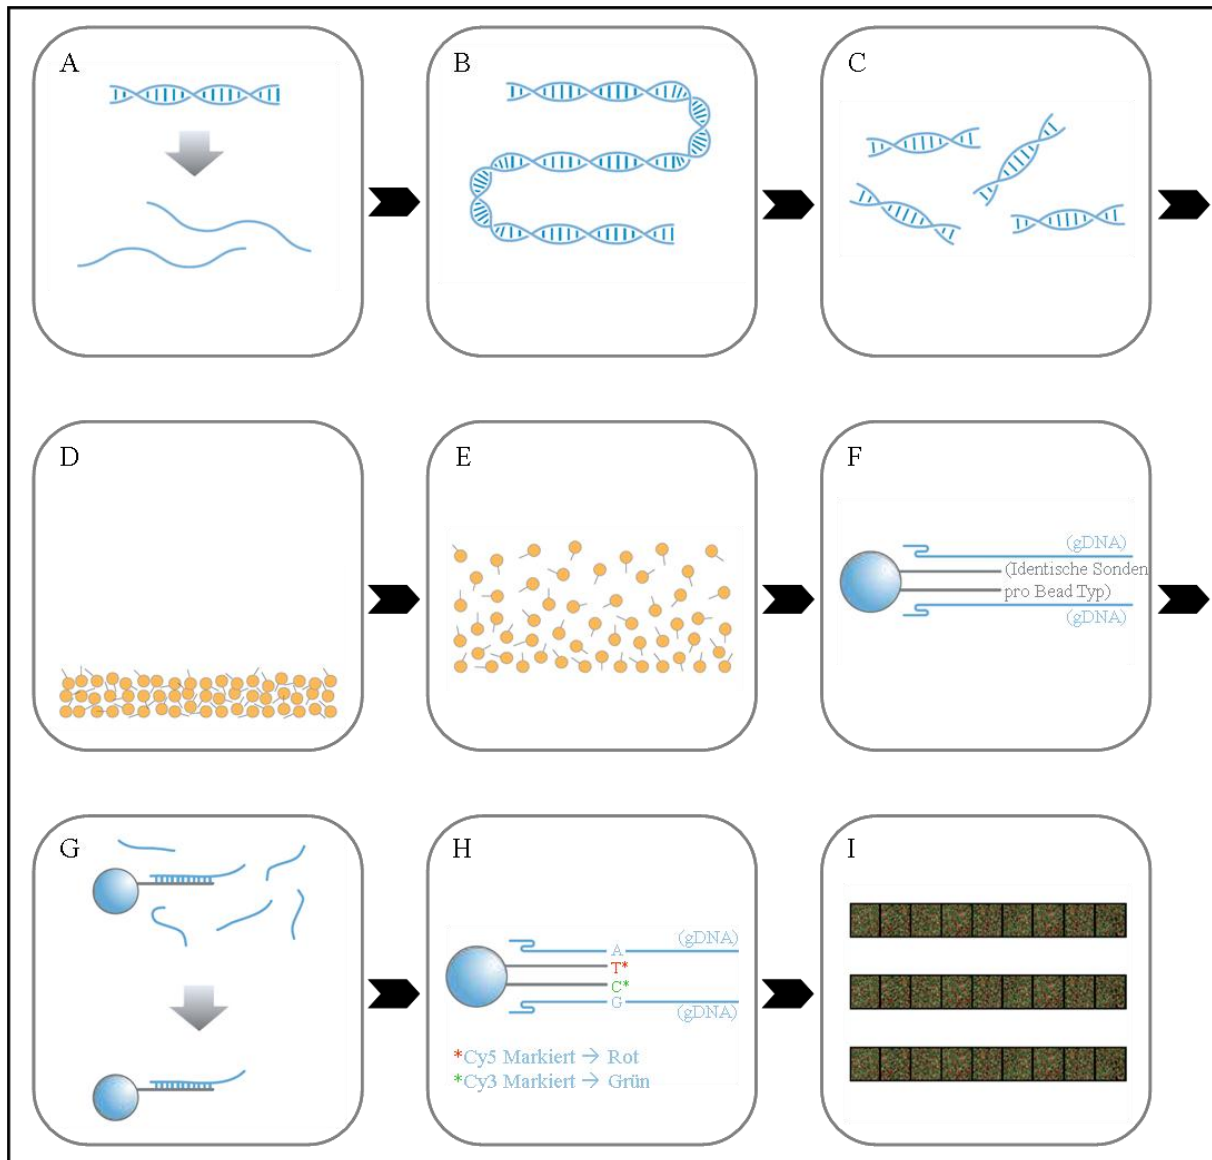 A
B
C
D
E
F
(gDNA)
(Identische Sonden
pro Bead Typ)
(gDNA)
G
H
(gDNA)
A
T*
C*
G
(gDNA)
*Cy5 Markiert → Rot
*Cy3 Markiert → Grün
I